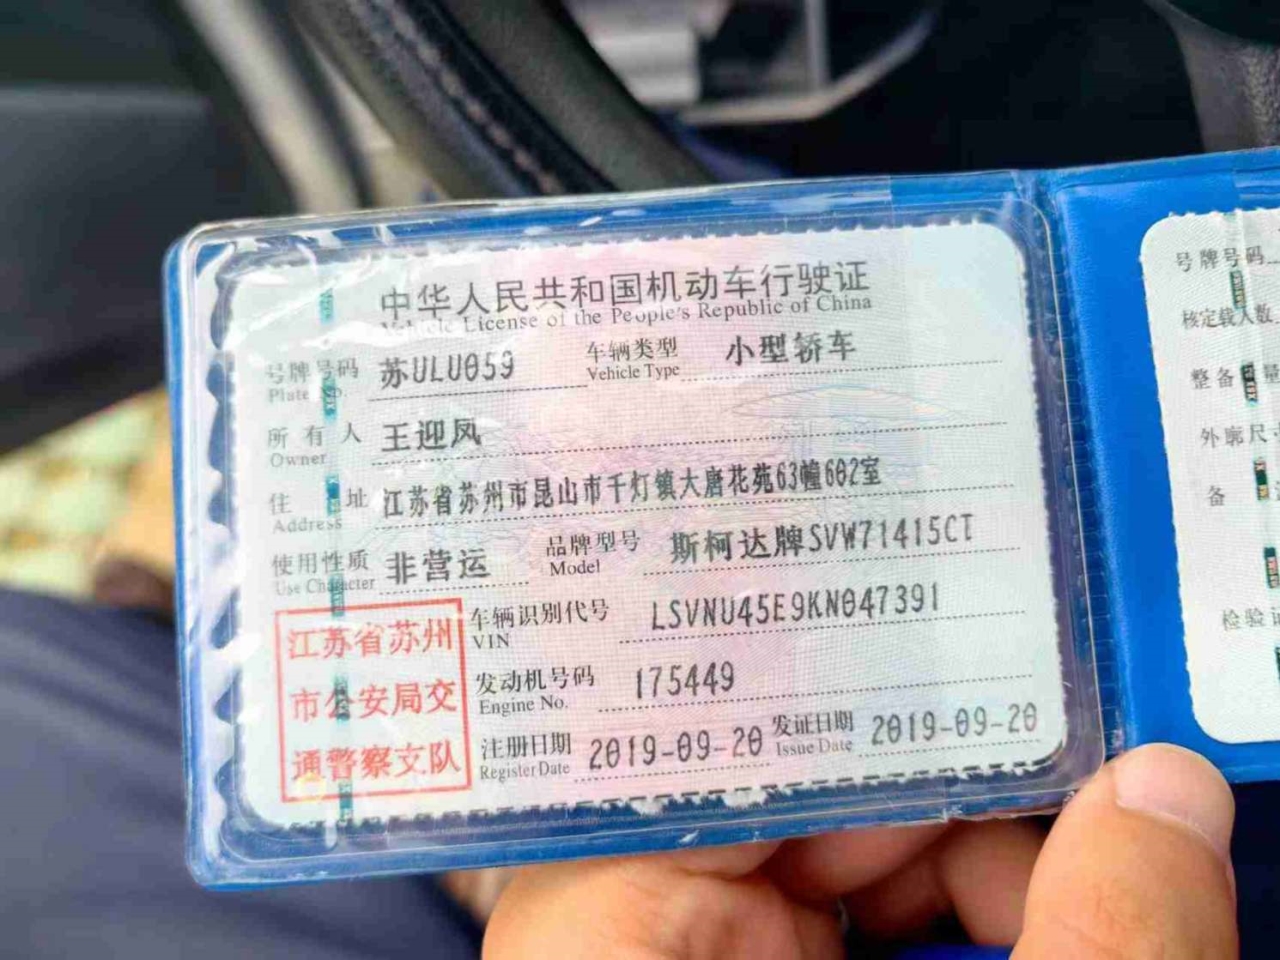 中华人民共和国机动车行驶证
Vehicle License of the People's Republic of China
号牌号码 苏ULU059 车辆类型 小型轿车
Plate No. Vehicle Type
所有人 王迎凤
Owner
住址 江苏省苏州市昆山市千灯镇大唐花苑63幢602室
Address
使用性质 非营运 品牌型号 斯柯达牌SVW71415CT
Use Character Model
江苏省苏州
市公安局交
通警察支队
车辆识别代号 LSVNU45E9KN047391
VIN
发动机号码 175449
Engine No.
注册日期 2019-09-20 发证日期 2019-09-20
Register Date Issue Date
号牌号码
核定载人数
整备 量
外廓尺寸
备
检验